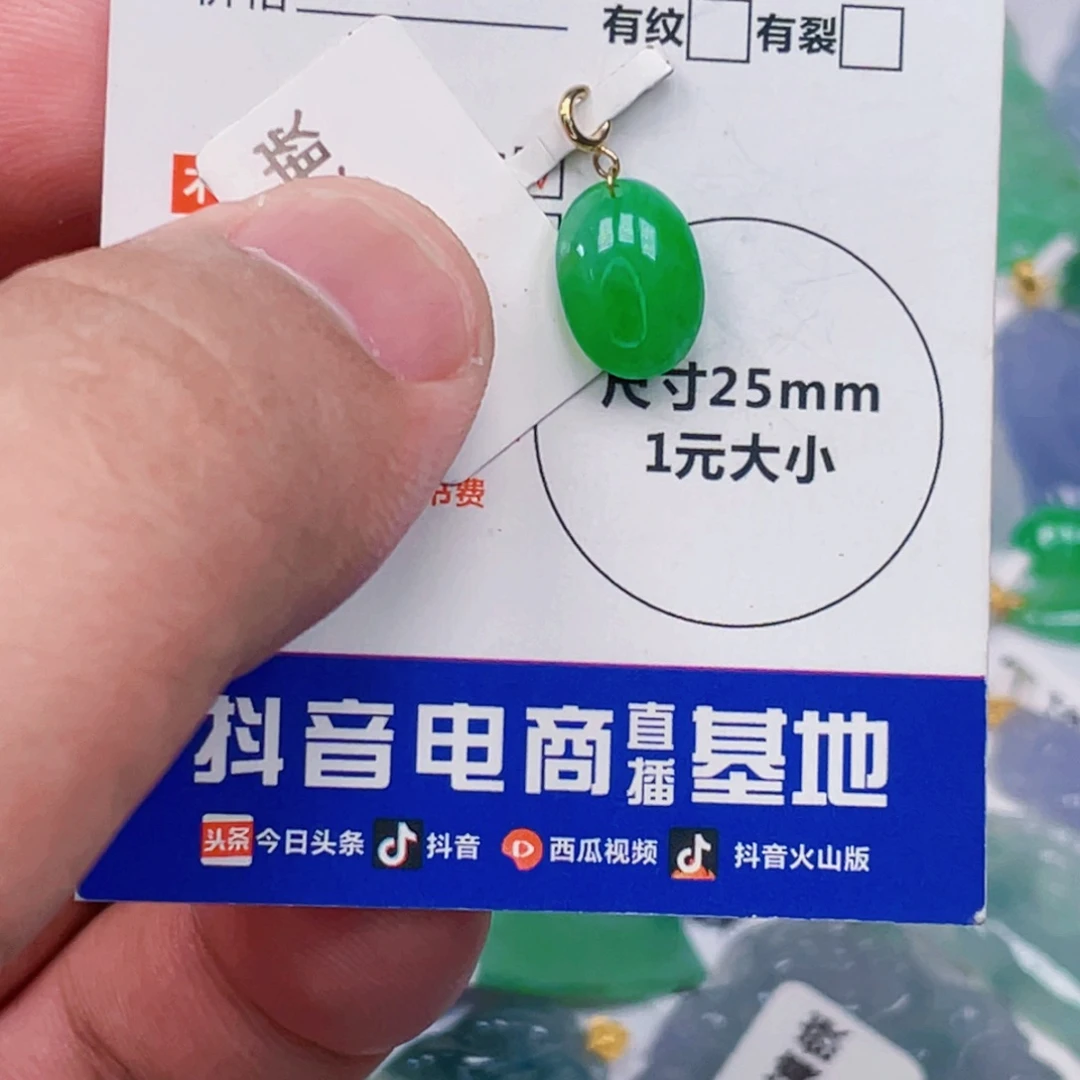 有纹 有裂
尺寸25mm
1元大小
书费
抖音电商直播基地
头条 今日头条 抖音 西瓜视频 抖音火山版